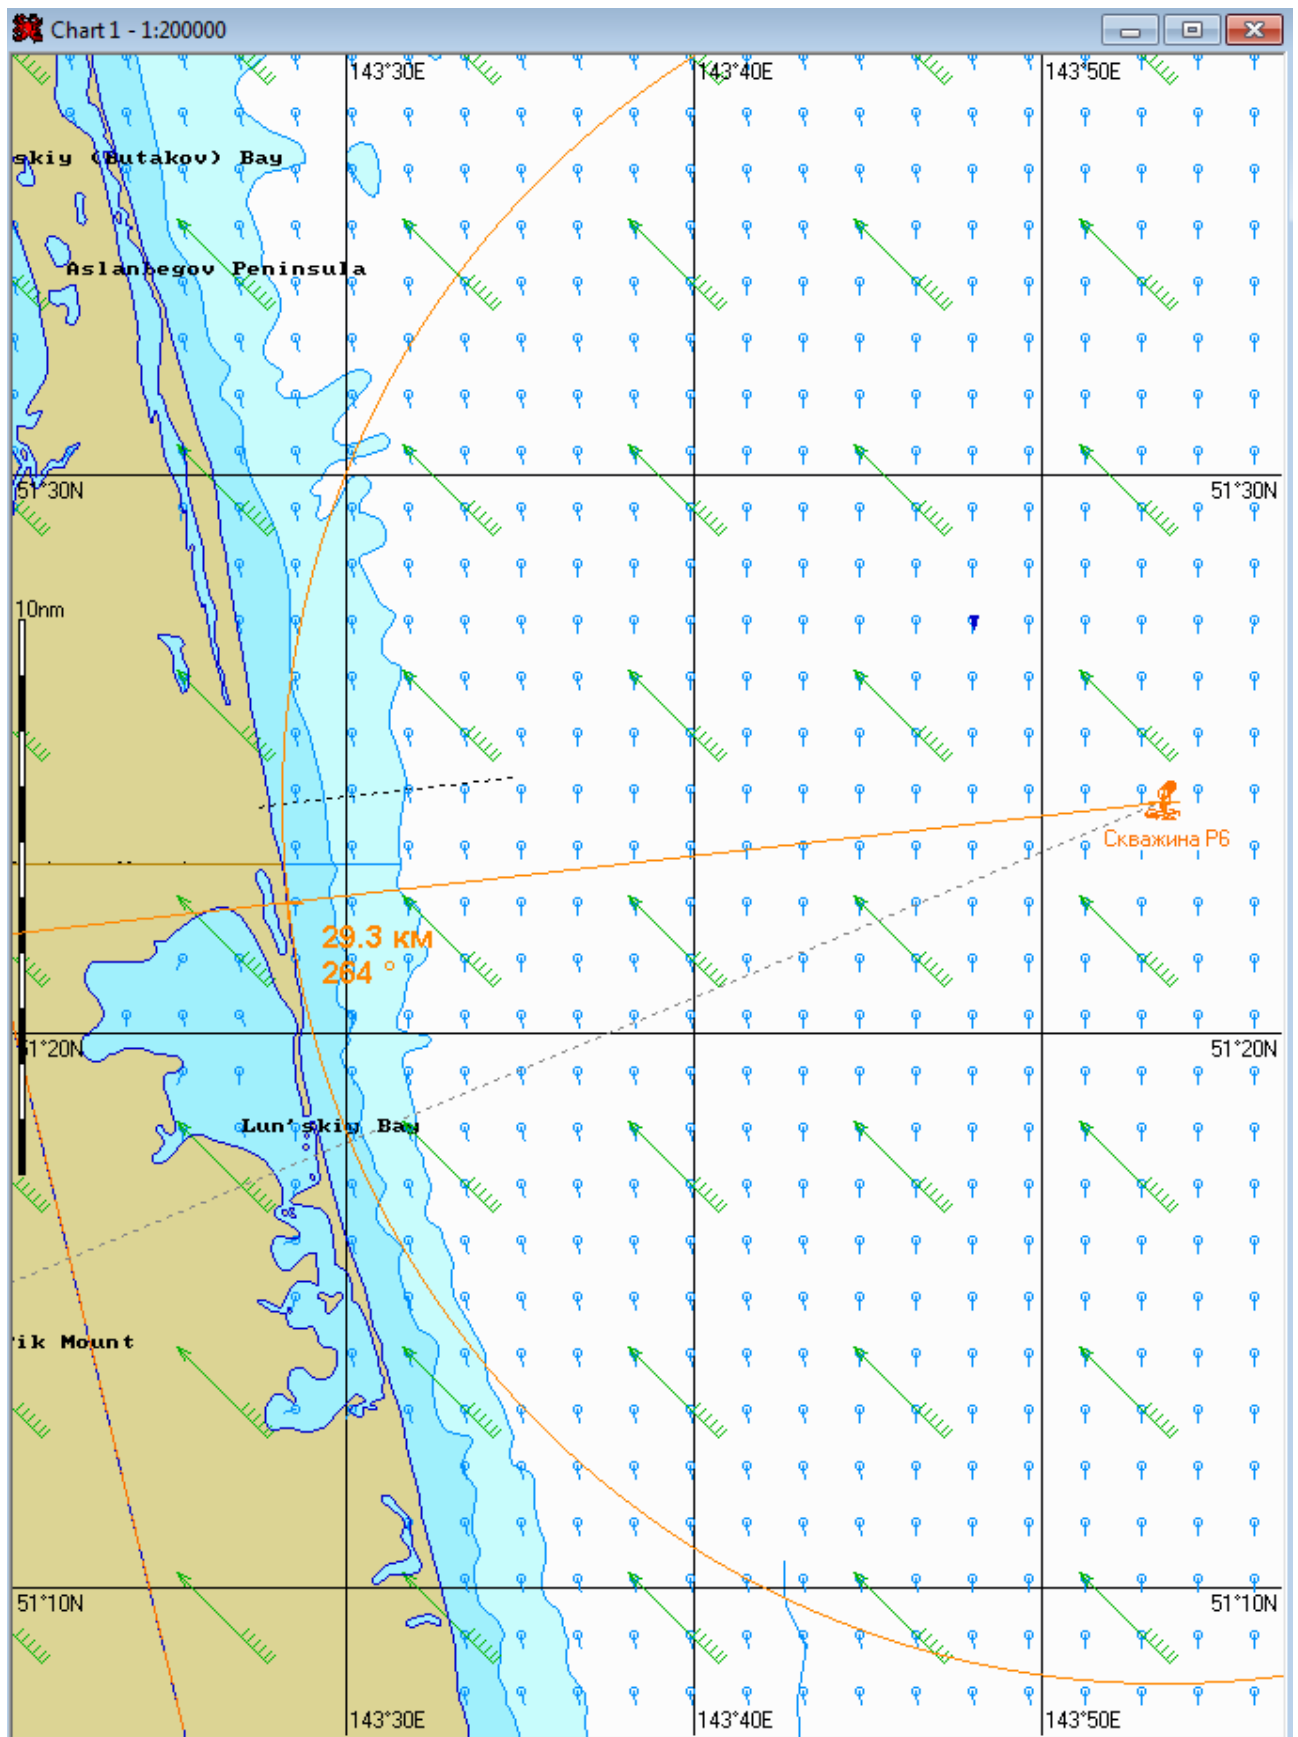 Chart 1 - 1:200000
143°30E
143°40E
143°50E
skiy (Butakov) Bay
Aslanbegov Peninsula
51°30N
51°30N
10nm
Скважина Р6
29.3 км
264 °
51°20N
51°20N
Lun'skiy Bay
ik Mount
51°10N
51°10N
143°30E
143°40E
143°50E